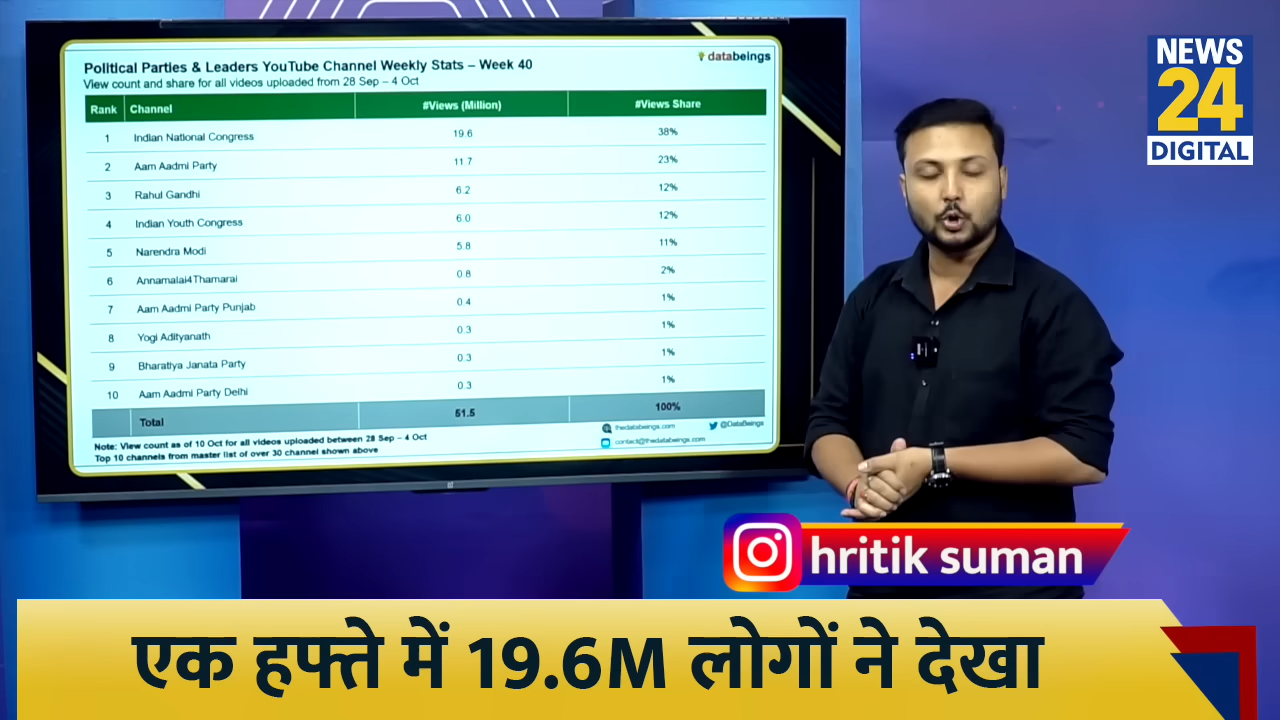 Political Parties & Leaders YouTube Channel Weekly Stats – Week 40
databeings
View count and share for all videos uploaded from 28 Sep – 4 Oct
Rank Channel #Views (Million) #Views Share
1 Indian National Congress 19.6 38%
2 Aam Aadmi Party 11.7 23%
3 Rahul Gandhi 6.2 12%
4 Indian Youth Congress 6.0 12%
5 Narendra Modi 5.8 11%
6 Annamalai4Thamarai 0.8 2%
7 Aam Aadmi Party Punjab 0.4 1%
8 Yogi Adityanath 0.3 1%
9 Bharatiya Janata Party 0.3 1%
10 Aam Aadmi Party Delhi 0.3 1%
Total 51.5 100%
Note: View count as of 10 Oct for all videos uploaded between 28 Sep – 4 Oct
Top 10 channels from master list of over 30 channel shown above
thedatabeings.com @DataBeings
contact@thedatabeings.com
NEWS
24
DIGITAL
hritik suman
एक हफ्ते में 19.6M लोगों ने देखा